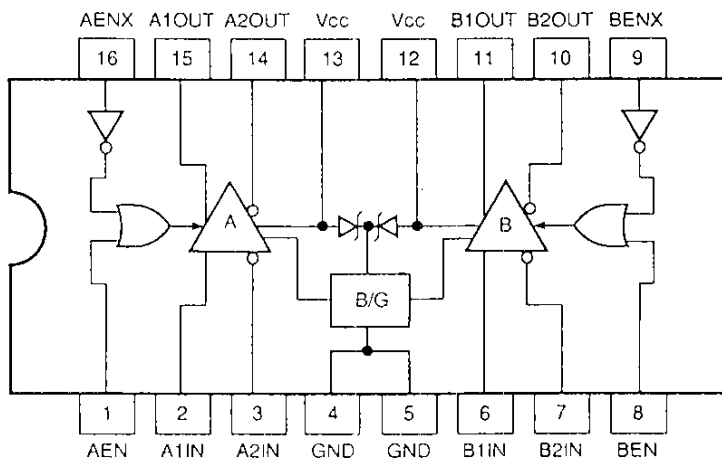 AENX A1OUT A2OUT Vcc Vcc B1OUT B2OUT BENX
16 15 14 13 12 11 10 9
A B
B/G
1 2 3 4 5 6 7 8
AEN A1IN A2IN GND GND B1IN B2IN BEN